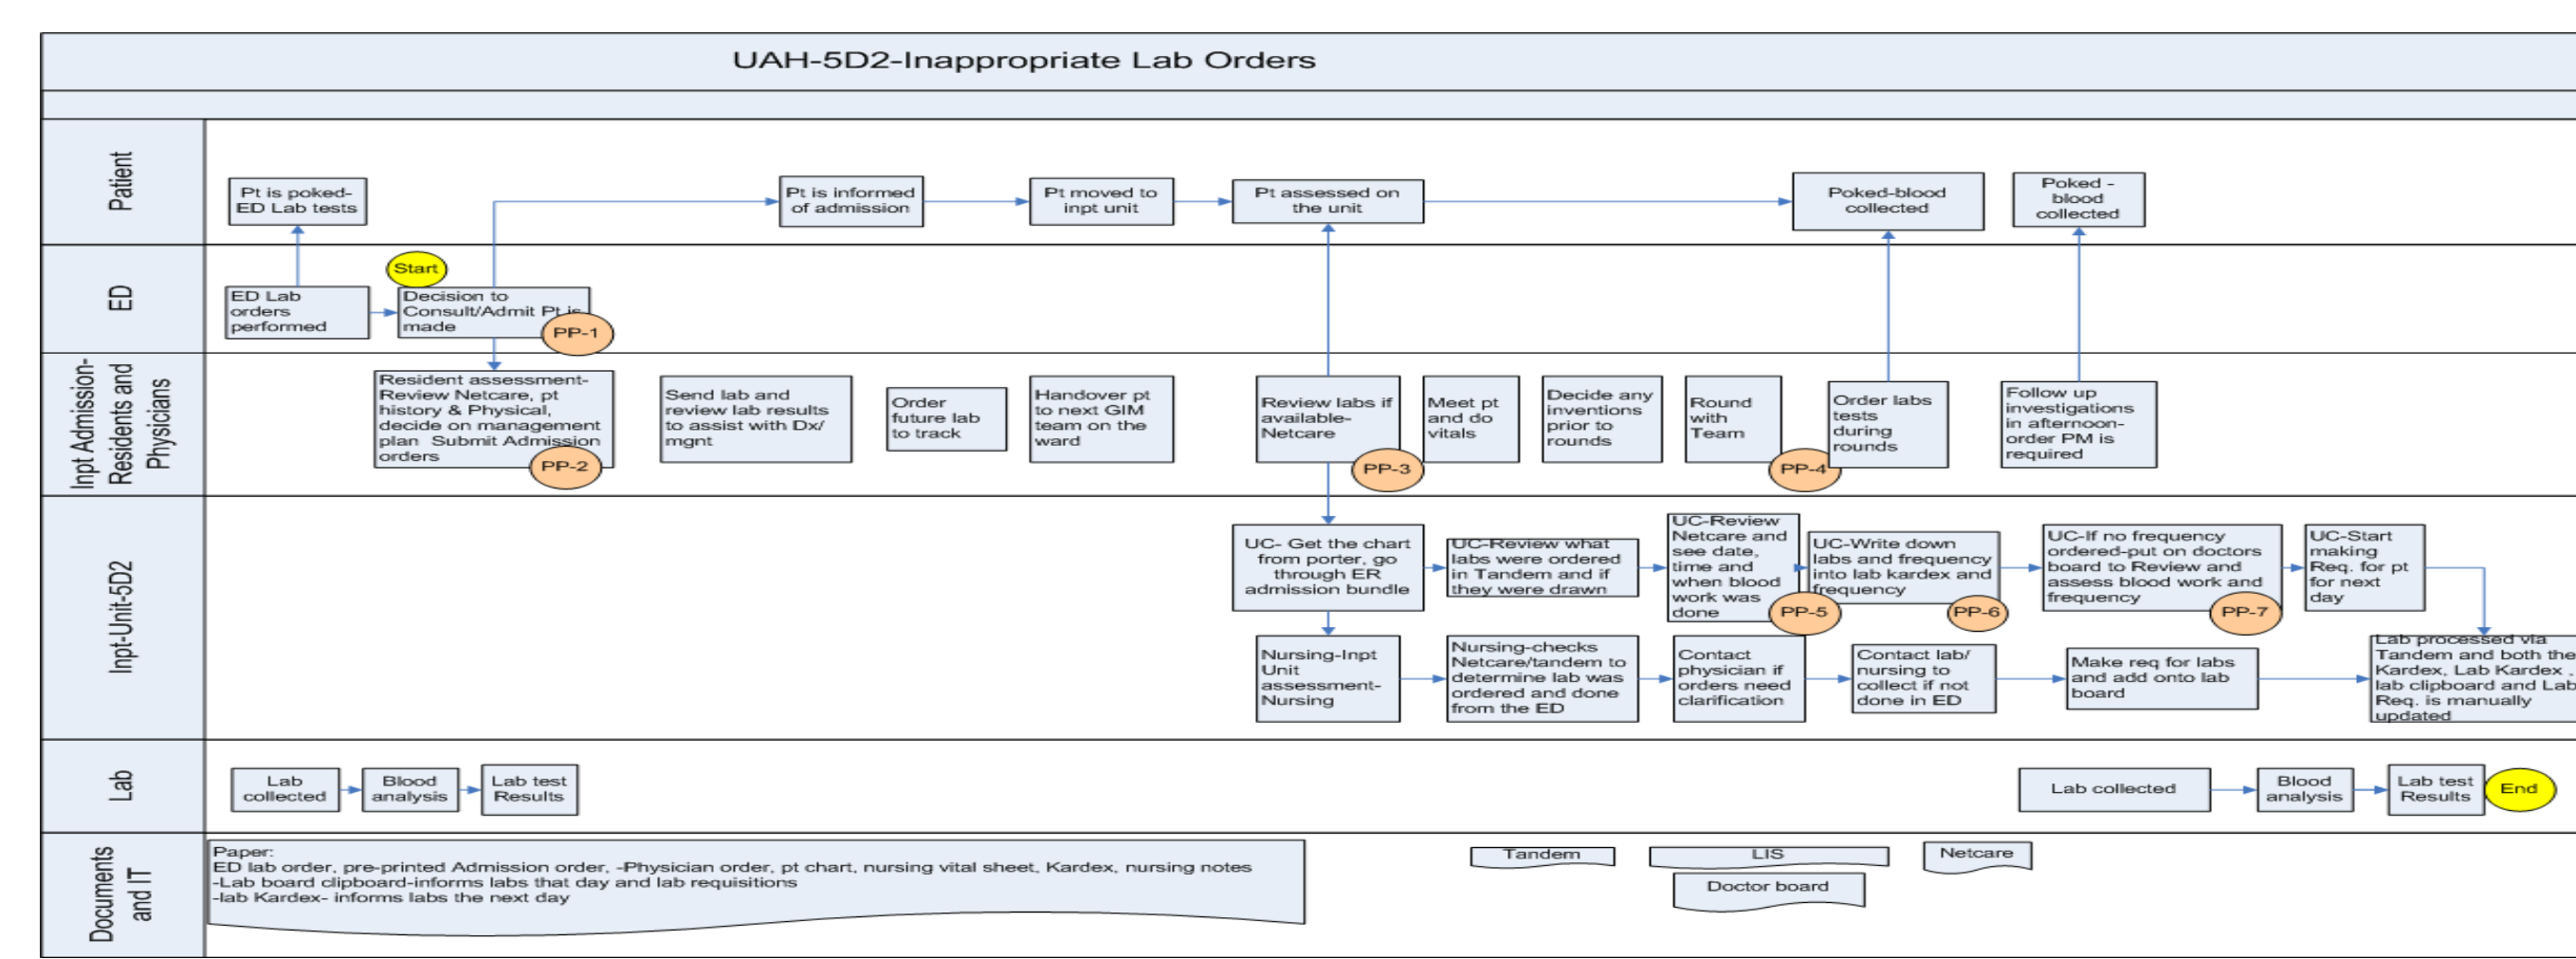 UAH-5D2-Inappropriate Lab Orders
Patient
Pt is poked-
ED Lab tests
Pt is informed
of admission
Pt moved to
inpt unit
Pt assessed on
the unit
Poked-blood
collected
Poked -
blood
collected
ED
ED Lab
orders
performed
Start
Decision to
Consult/Admit Pt is
made
PP-1
Inpt Admission-
Residents and
Physicians
Resident assessment-
Review Netcare, pt
history & Physical,
decide on management
plan Submit Admission
orders
PP-2
Send lab and
review lab results
to assist with Dx/
mgnt
Order
future lab
to track
Handover pt
to next GIM
team on the
ward
Review labs if
available-
Netcare
PP-3
Meet pt
and do
vitals
Decide any
inventions
prior to
rounds
Round
with
Team
PP-4
Order labs
tests
during
rounds
Follow up
investigations
in afternoon-
order PM is
required
Inpt-Unit-5D2
UC- Get the chart
from porter, go
through ER
admission bundle
UC-Review what
labs were ordered
in Tandem and if
they were drawn
UC-Review
Netcare and
see date,
time and
when blood
work was
done
PP-5
UC-Write down
labs and frequency
into lab kardex and
frequency
PP-6
UC-If no frequency
ordered-put on doctors
board to Review and
assess blood work and
frequency
PP-7
UC-Start
making
Req. for pt
for next
day
Nursing-Inpt
Unit
assessment-
Nursing
Nursing-checks
Netcare/tandem to
determine lab was
ordered and done
from the ED
Contact
physician if
orders need
clarification
Contact lab/
nursing to
collect if not
done in ED
Make req for labs
and add onto lab
board
Lab processed via
Tandem and both the
Kardex, Lab Kardex ,
lab clipboard and Lab
Req. is manually
updated
Lab
Lab
collected
Blood
analysis
Lab test
Results
Lab collected
Blood
analysis
Lab test
Results
End
Documents
and IT
Paper:
ED lab order, pre-printed Admission order, -Physician order, pt chart, nursing vital sheet, Kardex, nursing notes
-Lab board clipboard-informs labs that day and lab requisitions
-lab Kardex- informs labs the next day
Tandem
LIS
Doctor board
Netcare